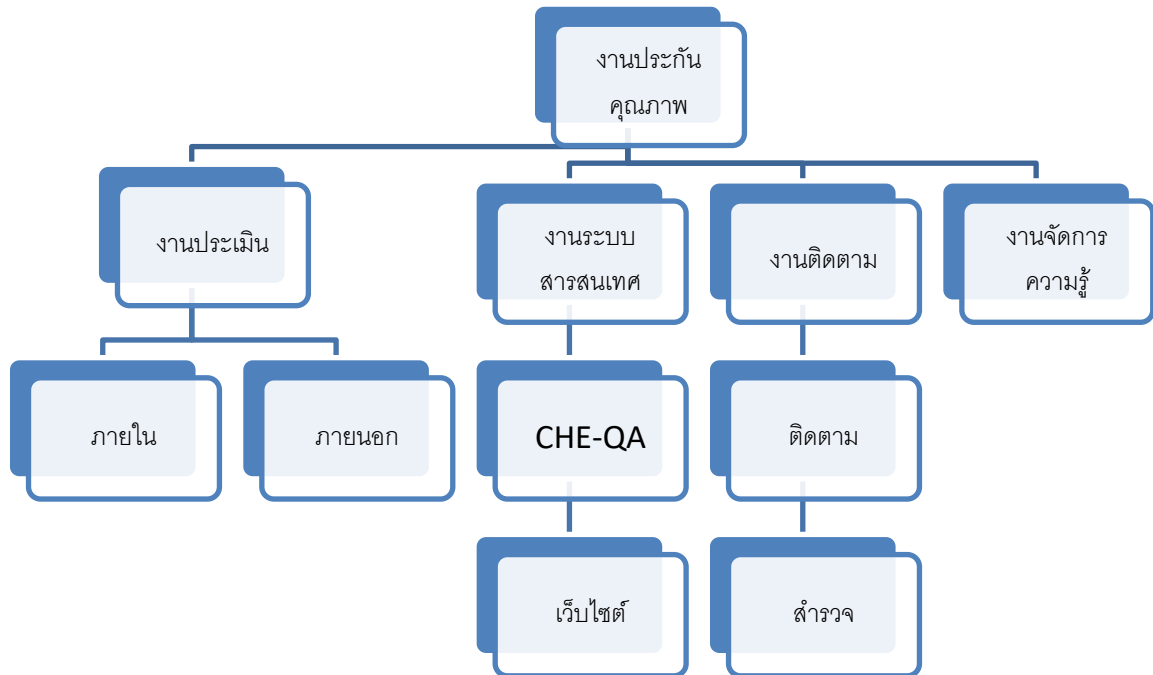 งานประกัน
คุณภาพ
งานประเมิน
งานระบบ
สารสนเทศ
งานติดตาม
งานจัดการ
ความรู้
ภายใน
ภายนอก
CHE-QA
ติดตาม
เว็บไซต์
สำรวจ